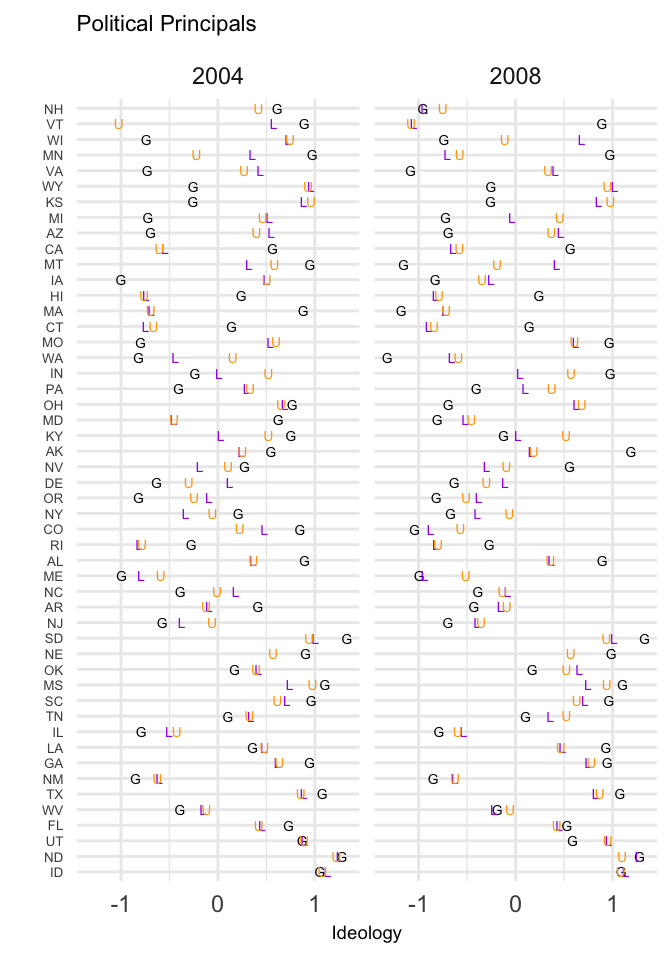 Political Principals
2004 2008
NH U G G L U
VT U L G U L G
WI G L U G U L
MN U L G L U G
VA G U L G U L
WY G U L G U L
KS G L U G L U
MI G U L G L U
AZ G U L G U L
CA U L G L U G
MT L U G G U L
IA G L U G U L
HI U L G L U G
MA L U G G L U
CT L U G L U G
MO G L U U L G
WA G L U G L U
IN G L U L U G
PA G L U G L U
OH U L G G L U
MD L U G G L U
KY L U G G L U
AK L U G L U G
NV L U G L U G
DE G U L G U L
OR G U L G U L
NY L U G G L U
CO U L G G L U
RI L U G L U G
AL L U G U L G
ME G L U G L U
NC G U L G U L
AR U L G G L U
NJ G L U G L U
SD U L G U L G
NE U G U G
OK G U L G U L
MS L U G L U G
SC U L G U L G
TN G U L G L U
IL G L U G U L
LA G L U U L G
GA L U G L U G
NM G U L G L U
TX U L G L U G
WV G L U L G U
FL U L G U L G
UT G L U G U L
ND U L G U L G
ID G U L G U L
-1 0 1 -1 0 1
Ideology